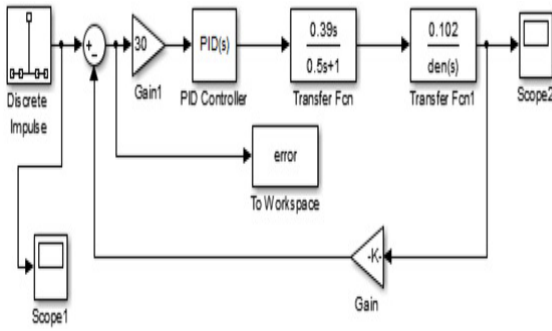 Discrete
Impulse
30
Gain1
PID(s)
PID Controller
0.39s
0.5s+1
Transfer Fcn
0.102
den(s)
Transfer Fcn1
Scope2
error
To Workspace
-K-
Gain
Scope1